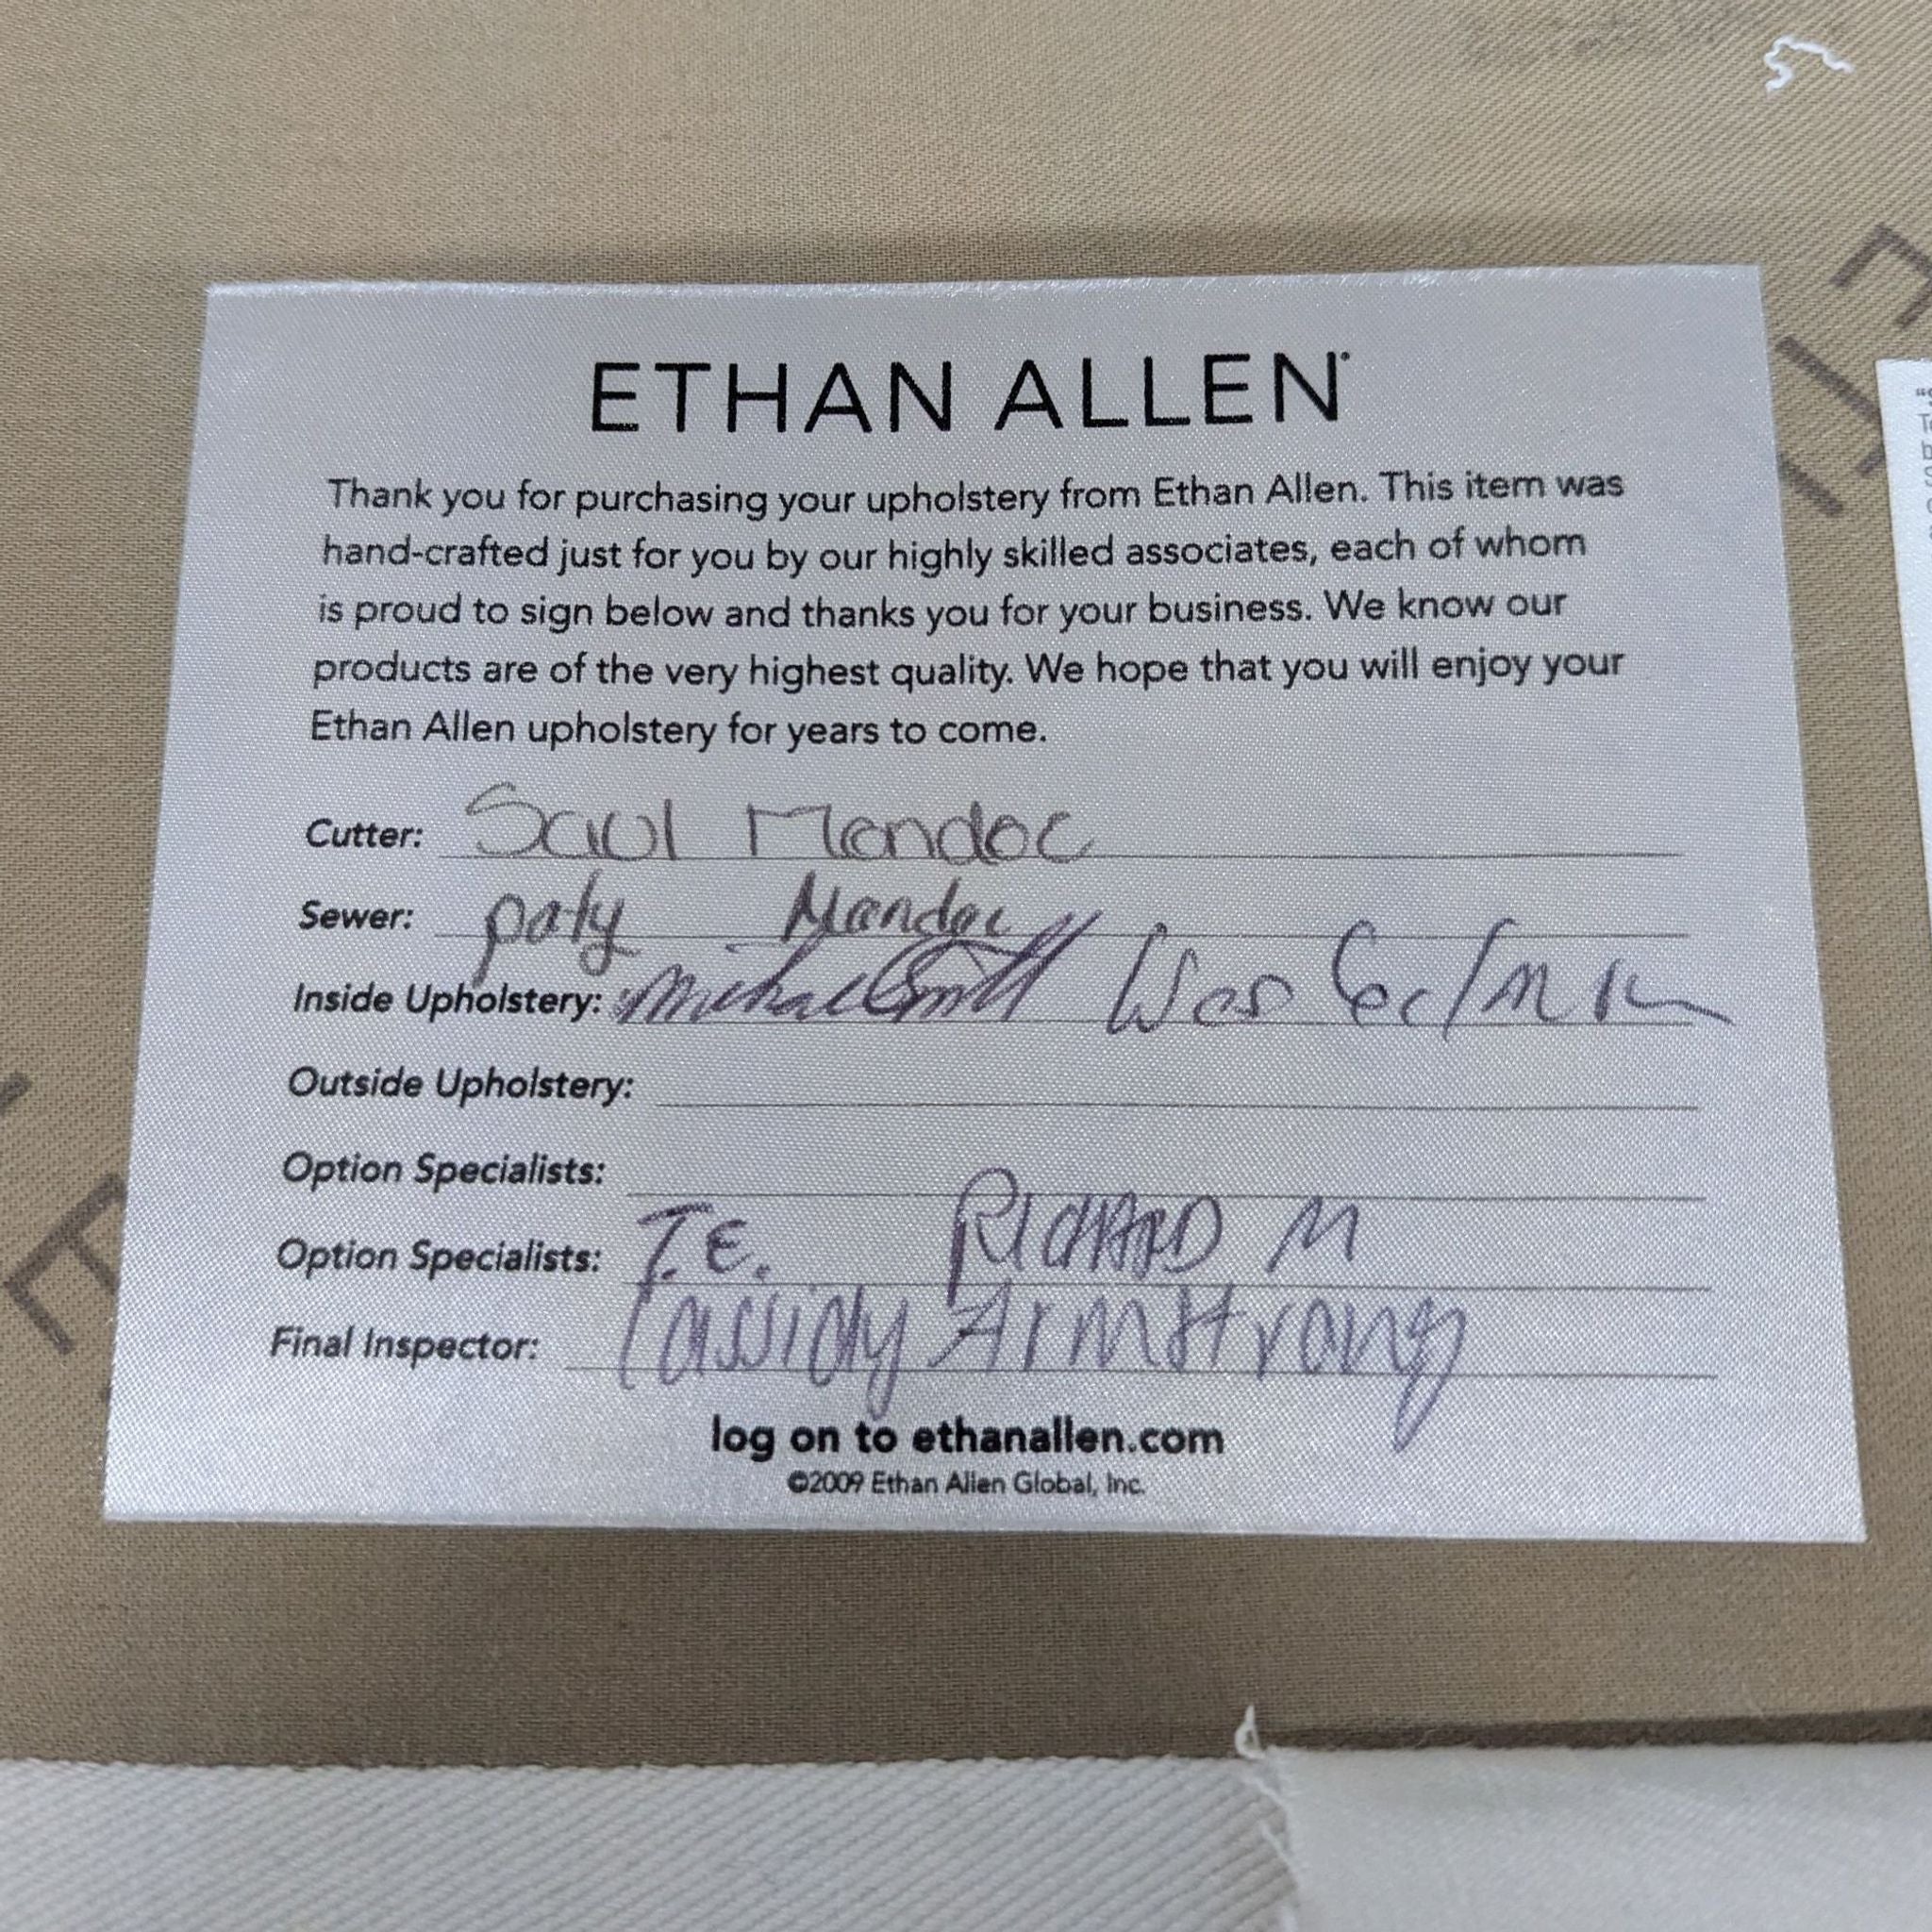 ETHAN ALLEN
Thank you for purchasing your upholstery from Ethan Allen. This item was
hand-crafted just for you by our highly skilled associates, each of whom
is proud to sign below and thanks you for your business. We know our
products are of the very highest quality. We hope that you will enjoy your
Ethan Allen upholstery for years to come.
Cutter: Saul Mendoc
Sewer: paty Mendoc
Inside Upholstery: Michael Smith Wes
Outside Upholstery:
Option Specialists:
Option Specialists: T.E. RICHARD M
Final Inspector: Cassidy Armstrong
log on to ethanallen.com
©2009 Ethan Allen Global, Inc.